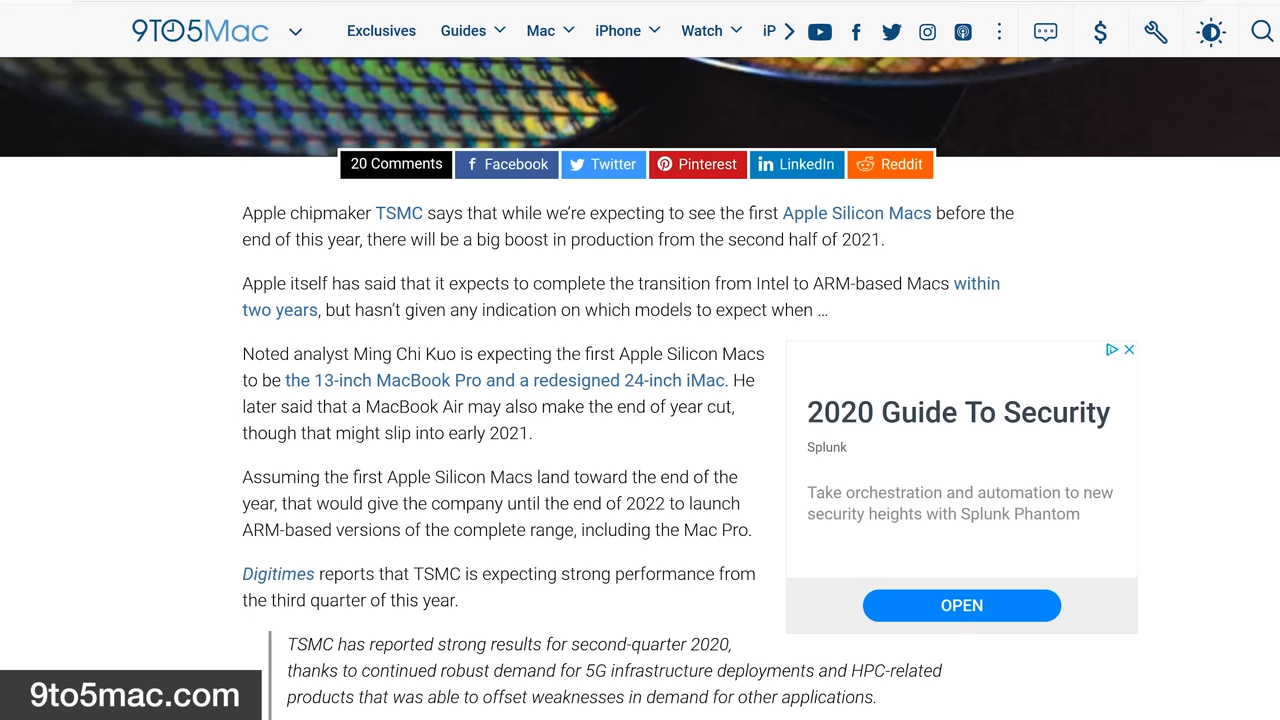 9TO5Mac
Exclusives Guides Mac iPhone Watch iP
20 Comments Facebook Twitter Pinterest LinkedIn Reddit
Apple chipmaker TSMC says that while we’re expecting to see the first Apple Silicon Macs before the
end of this year, there will be a big boost in production from the second half of 2021.
Apple itself has said that it expects to complete the transition from Intel to ARM-based Macs within
two years, but hasn’t given any indication on which models to expect when …
Noted analyst Ming Chi Kuo is expecting the first Apple Silicon Macs
to be the 13-inch MacBook Pro and a redesigned 24-inch iMac. He
later said that a MacBook Air may also make the end of year cut,
though that might slip into early 2021.
Assuming the first Apple Silicon Macs land toward the end of the
year, that would give the company until the end of 2022 to launch
ARM-based versions of the complete range, including the Mac Pro.
Digitimes reports that TSMC is expecting strong performance from
the third quarter of this year.
2020 Guide To Security
Splunk
Take orchestration and automation to new
security heights with Splunk Phantom
OPEN
TSMC has reported strong results for second-quarter 2020,
thanks to continued robust demand for 5G infrastructure deployments and HPC-related
products that was able to offset weaknesses in demand for other applications.
9to5mac.com